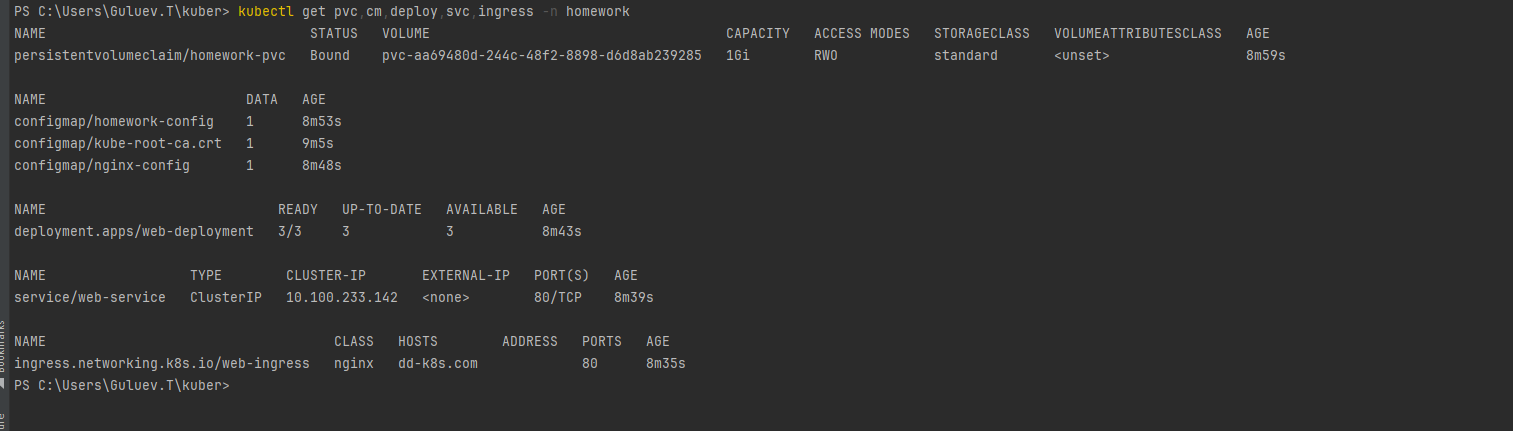 PS C:\Users\Guluev.T\kuber> kubectl get pvc,cm,deploy,svc,ingress -n homework
NAME STATUS VOLUME CAPACITY ACCESS MODES STORAGECLASS VOLUMEATTRIBUTESCLASS AGE
persistentvolumeclaim/homework-pvc Bound pvc-aa69480d-244c-48f2-8898-d6d8ab239285 1Gi RWO standard <unset> 8m59s
NAME DATA AGE
configmap/homework-config 1 8m53s
configmap/kube-root-ca.crt 1 9m5s
configmap/nginx-config 1 8m48s
NAME READY UP-TO-DATE AVAILABLE AGE
deployment.apps/web-deployment 3/3 3 3 8m43s
NAME TYPE CLUSTER-IP EXTERNAL-IP PORT(S) AGE
service/web-service ClusterIP 10.100.233.142 <none> 80/TCP 8m39s
NAME CLASS HOSTS ADDRESS PORTS AGE
ingress.networking.k8s.io/web-ingress nginx dd-k8s.com 80 8m35s
PS C:\Users\Guluev.T\kuber>
Bookmarks